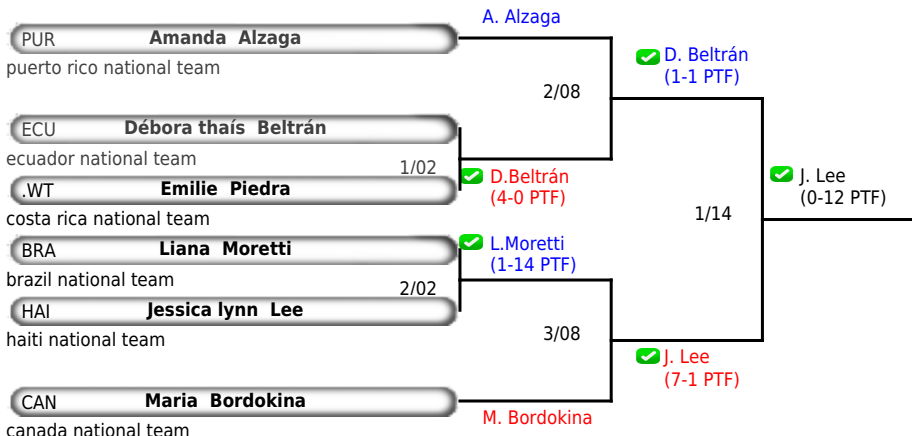 A. Alzaga
PUR Amanda Alzaga
puerto rico national team
D. Beltrán
(1-1 PTF)
2/08
ECU Débora thaís Beltrán
ecuador national team
1/02
D.Beltrán
(4-0 PTF)
.WT Emilie Piedra
costa rica national team
J. Lee
(0-12 PTF)
1/14
BRA Liana Moretti
brazil national team
L.Moretti
(1-14 PTF)
2/02
HAI Jessica lynn Lee
haiti national team
3/08
J. Lee
(7-1 PTF)
CAN Maria Bordokina
canada national team
M. Bordokina